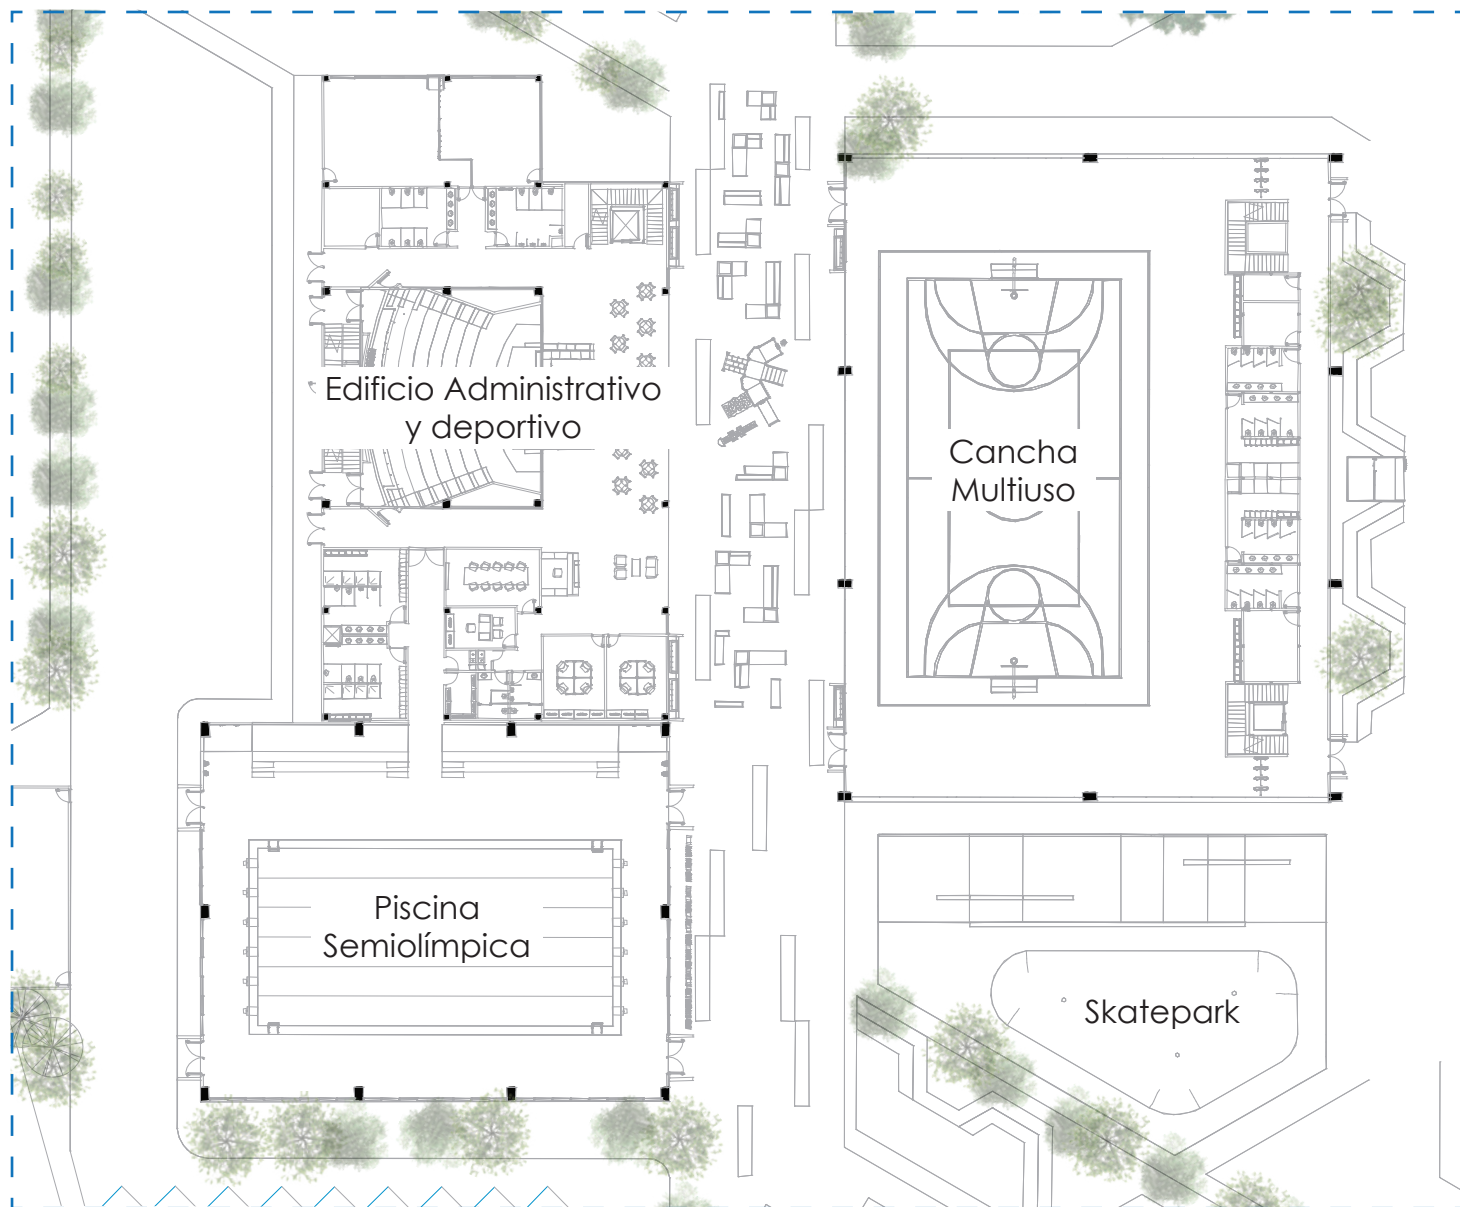 Edificio Administrativo
y deportivo
Cancha
Multiuso
Piscina
Semiolímpica
Skatepark